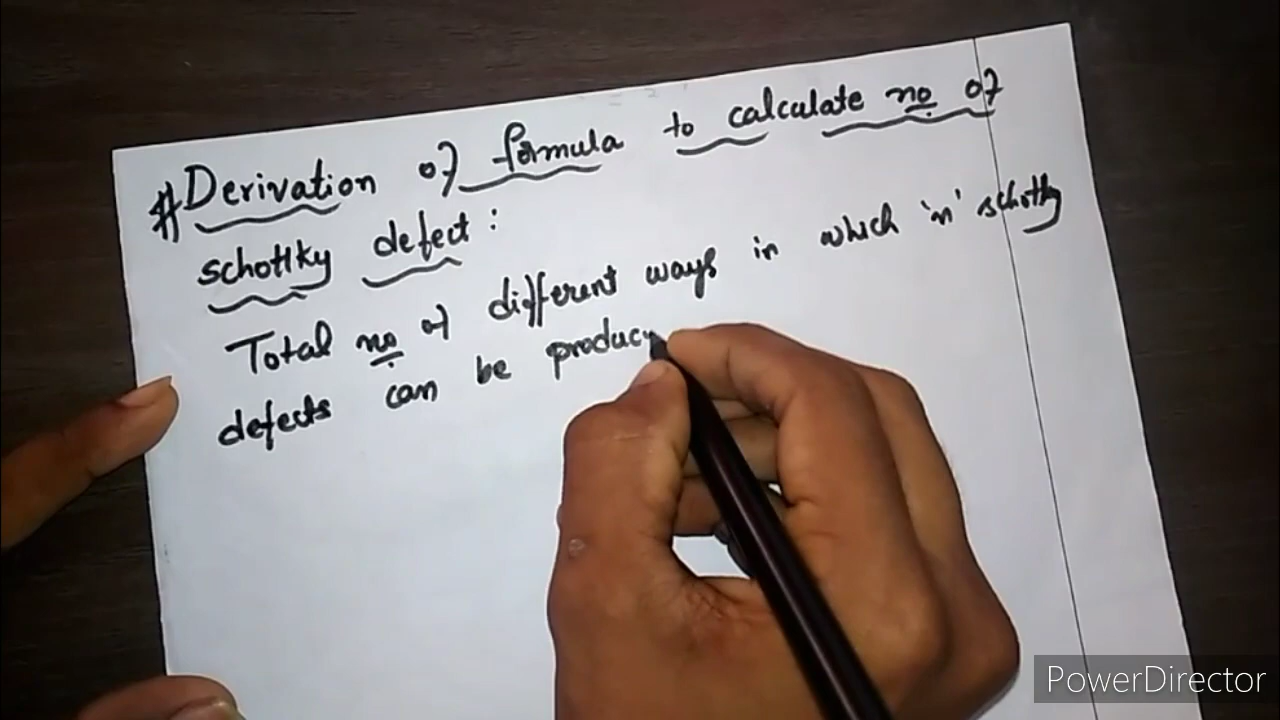 #Derivation of formula to calculate no of
schottky defect:
Total no of different ways in which 'n' schottky
defects can be produc
PowerDirector